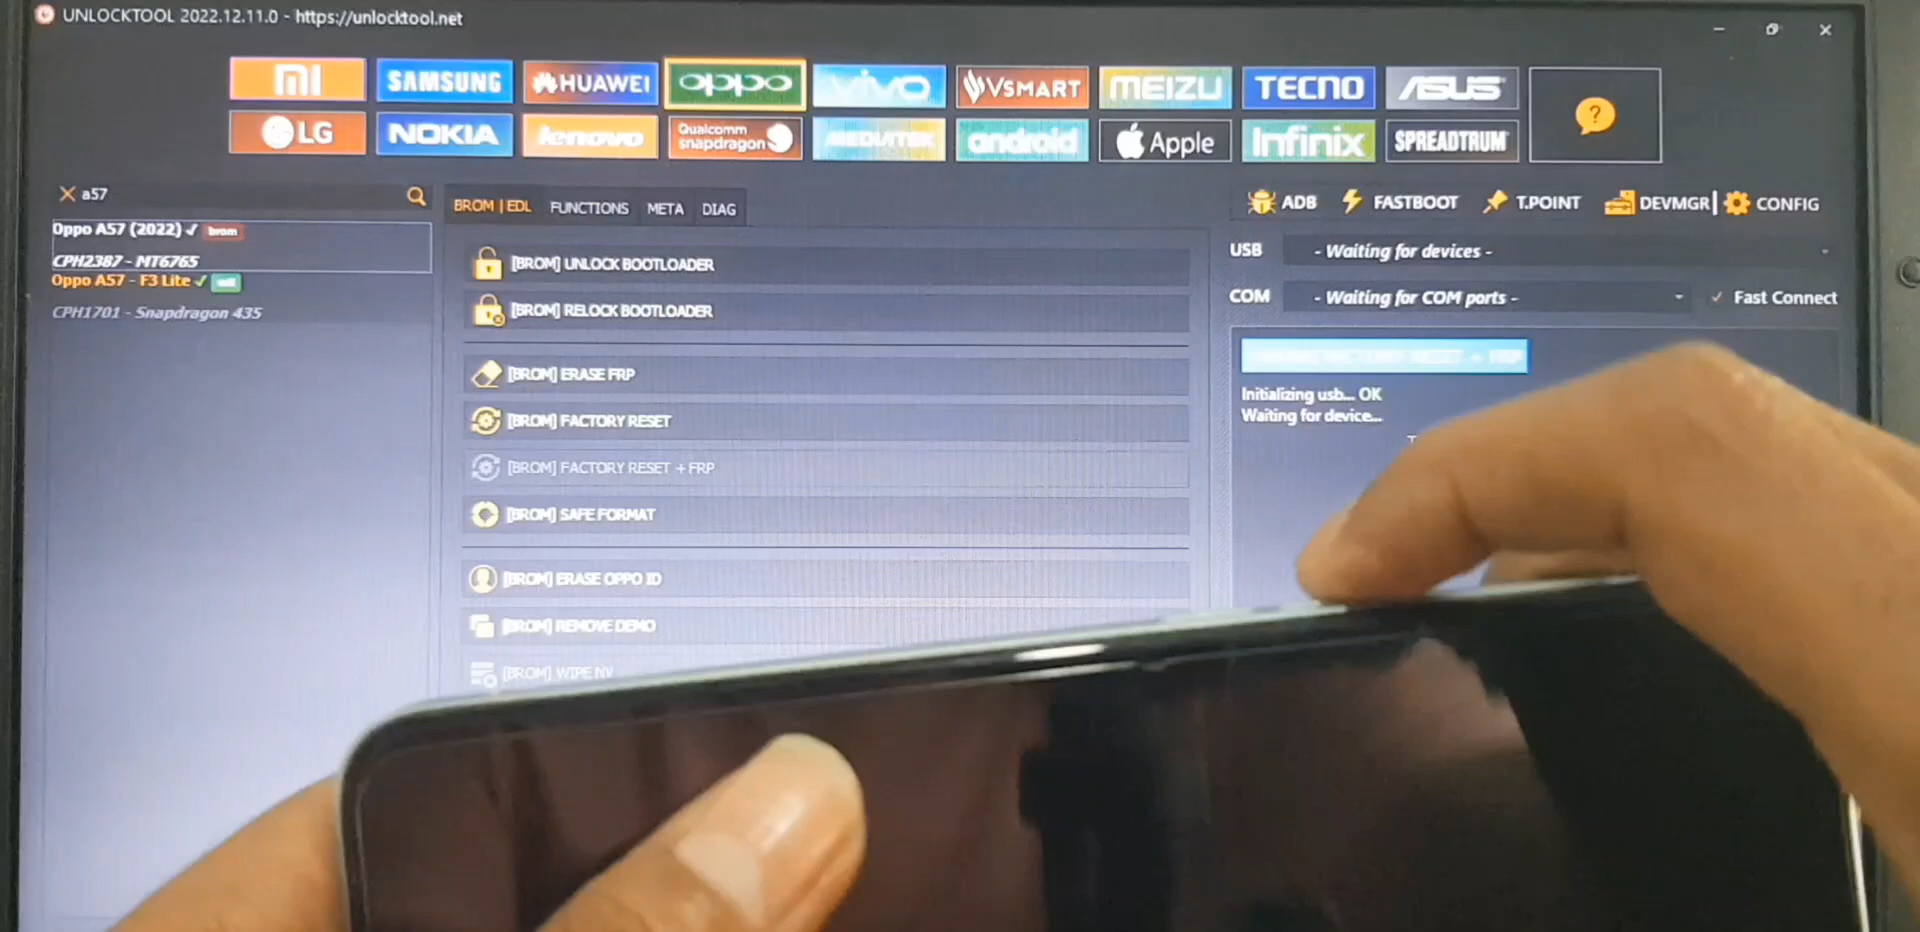 UNLOCKTOOL 2022.12.11.0 - https://unlocktool.net
mi SAMSUNG HUAWEI oppo vivo VSMART MEIZU TECNO ASUS ?
LG NOKIA lenovo Qualcomm snapdragon MEDIATEK android Apple Infinix SPREADTRUM
a57
Oppo A57 (2022) ✓ brom
CPH2387 - MT6765
Oppo A57 - F3 Lite ✓
CPH1701 - Snapdragon 435
BROM | EDL FUNCTIONS META DIAG
[BROM] UNLOCK BOOTLOADER
[BROM] RELOCK BOOTLOADER
[BROM] ERASE FRP
[BROM] FACTORY RESET
[BROM] FACTORY RESET + FRP
[BROM] SAFE FORMAT
[BROM] ERASE OPPO ID
[BROM] REMOVE DEMO
[BROM] WIPE NV
ADB FASTBOOT T.POINT DEVMGR CONFIG
USB - Waiting for devices -
COM - Waiting for COM ports - ✓ Fast Connect
FACTORY RESET + FRP
Initializing usb... OK
Waiting for device...